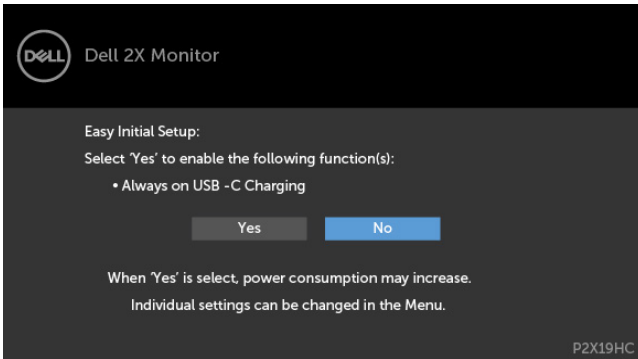 DELL
Dell 2X Monitor
Easy Initial Setup:
Select 'Yes' to enable the following function(s):
• Always on USB -C Charging
Yes
No
When 'Yes' is select, power consumption may increase.
Individual settings can be changed in the Menu.
P2X19HC